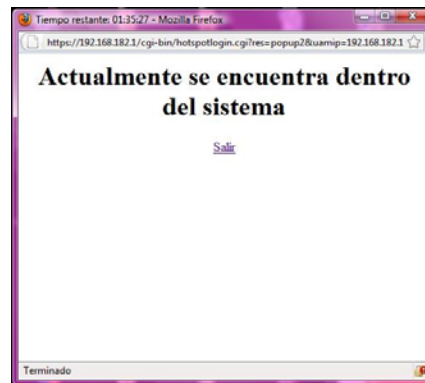 Tiempo restante: 01:35:27 - Mozilla Firefox
https://192.168.182.1/cgi-bin/hotspotlogin.cgi?res=popup2&uamip=192.168.182.1
Actualmente se encuentra dentro
del sistema
Salir
Terminado